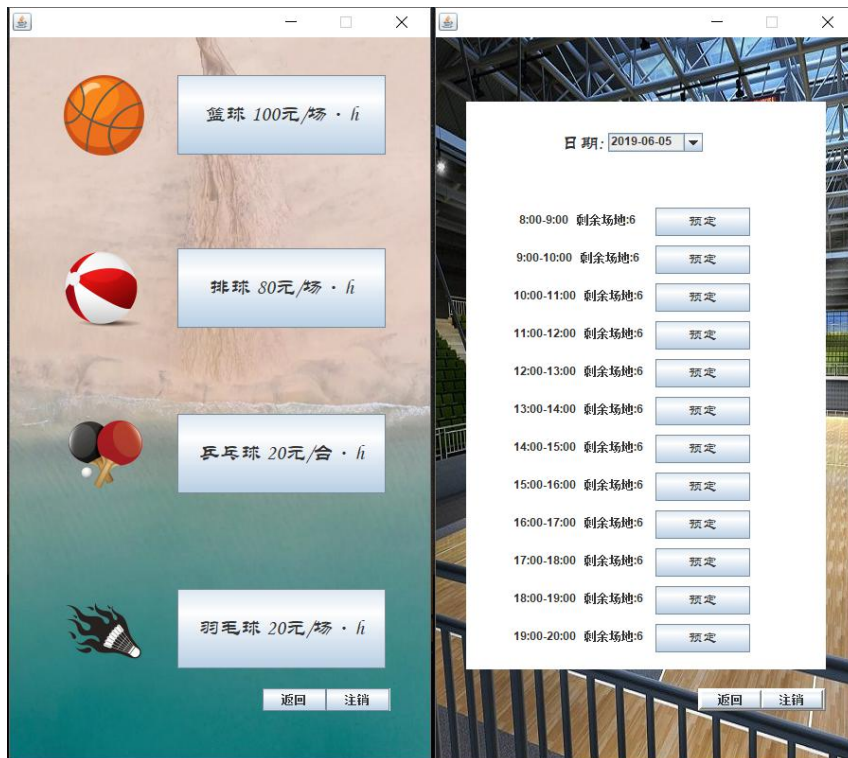 篮球 100元/场·h
排球 80元/场·h
乒乓球 20元/台·h
羽毛球 20元/场·h
返回 注销
日期: 2019-06-05
8:00-9:00 剩余场地:6 预定
9:00-10:00 剩余场地:6 预定
10:00-11:00 剩余场地:6 预定
11:00-12:00 剩余场地:6 预定
12:00-13:00 剩余场地:6 预定
13:00-14:00 剩余场地:6 预定
14:00-15:00 剩余场地:6 预定
15:00-16:00 剩余场地:6 预定
16:00-17:00 剩余场地:6 预定
17:00-18:00 剩余场地:6 预定
18:00-19:00 剩余场地:6 预定
19:00-20:00 剩余场地:6 预定
返回 注销